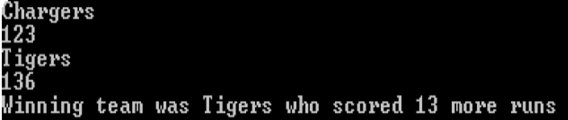 Chargers
123
Tigers
136
Winning team was Tigers who scored 13 more runs